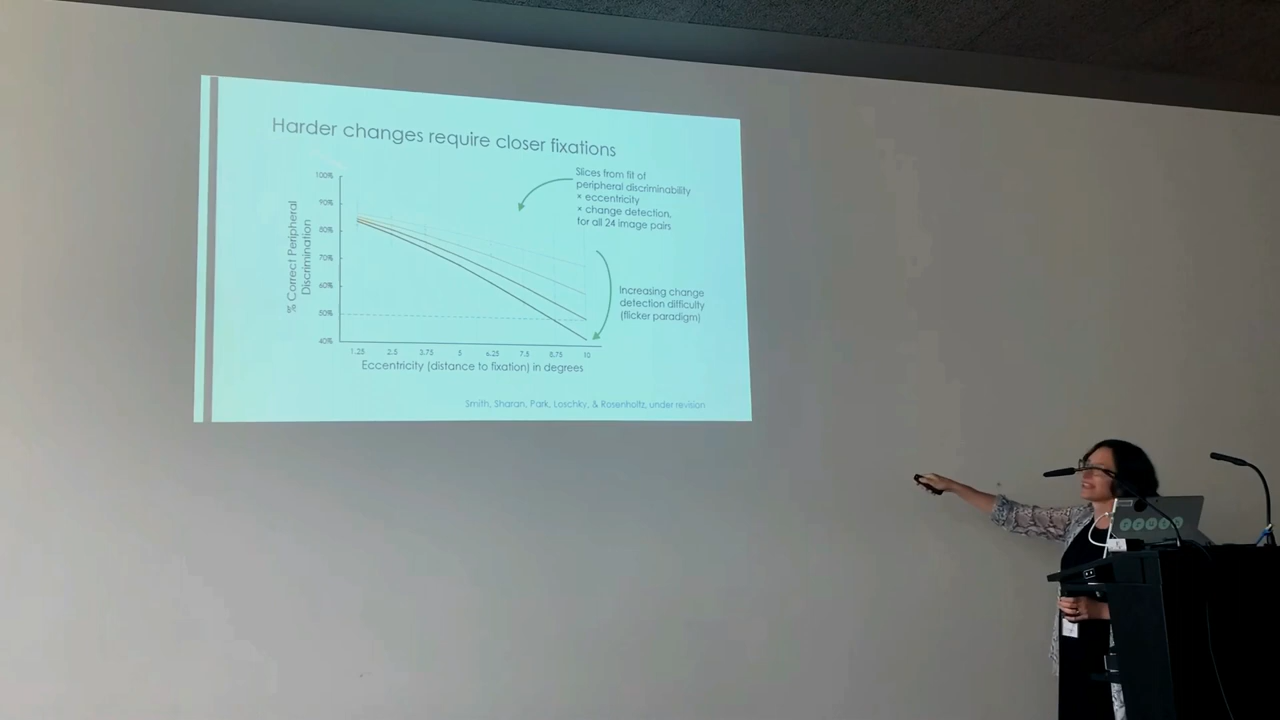 Harder changes require closer fixations
Slices from fit of
peripheral discriminability
× eccentricity
× change detection,
for all 24 image pairs
% Correct Peripheral
Discrimination
100%
90%
80%
70%
60%
50%
40%
Increasing change
detection difficulty
(flicker paradigm)
1.25 2.5 3.75 5 6.25 7.5 8.75 10
Eccentricity (distance to fixation) in degrees
Smith, Sharan, Park, Loschky, & Rosenholtz, under revision